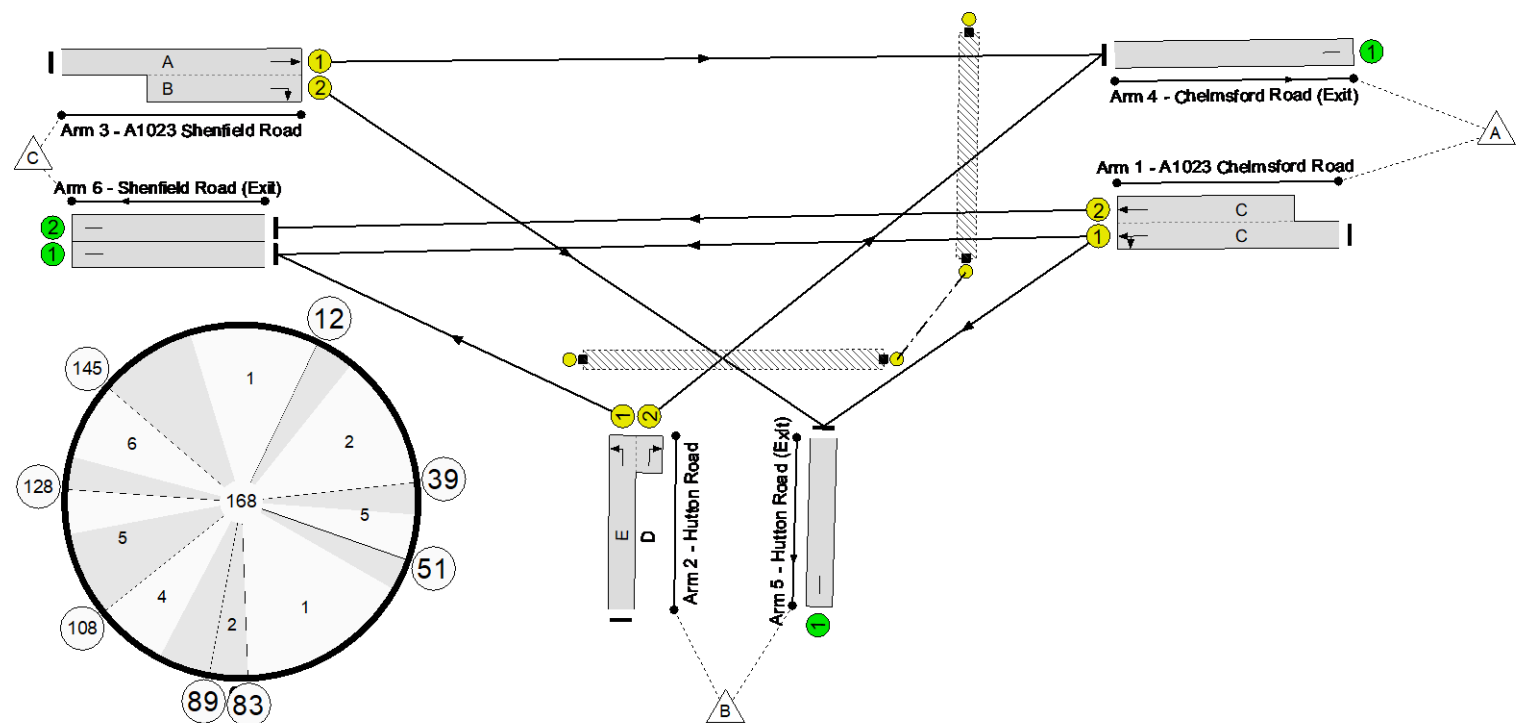 A
1
B
2
Arm 3 - A1023 Shenfield Road
C
Arm 6 - Shenfield Road (Exit)
2
1
1
Arm 4 - Chelmsford Road (Exit)
A
Arm 1 - A1023 Chelmsford Road
2
C
1
C
12
145
1
6
2
128
168
39
5
5
51
4
1
108
2
89
83
1
2
E
D
Arm 2 - Hutton Road
Arm 5 - Hutton Road (Exit)
1
B